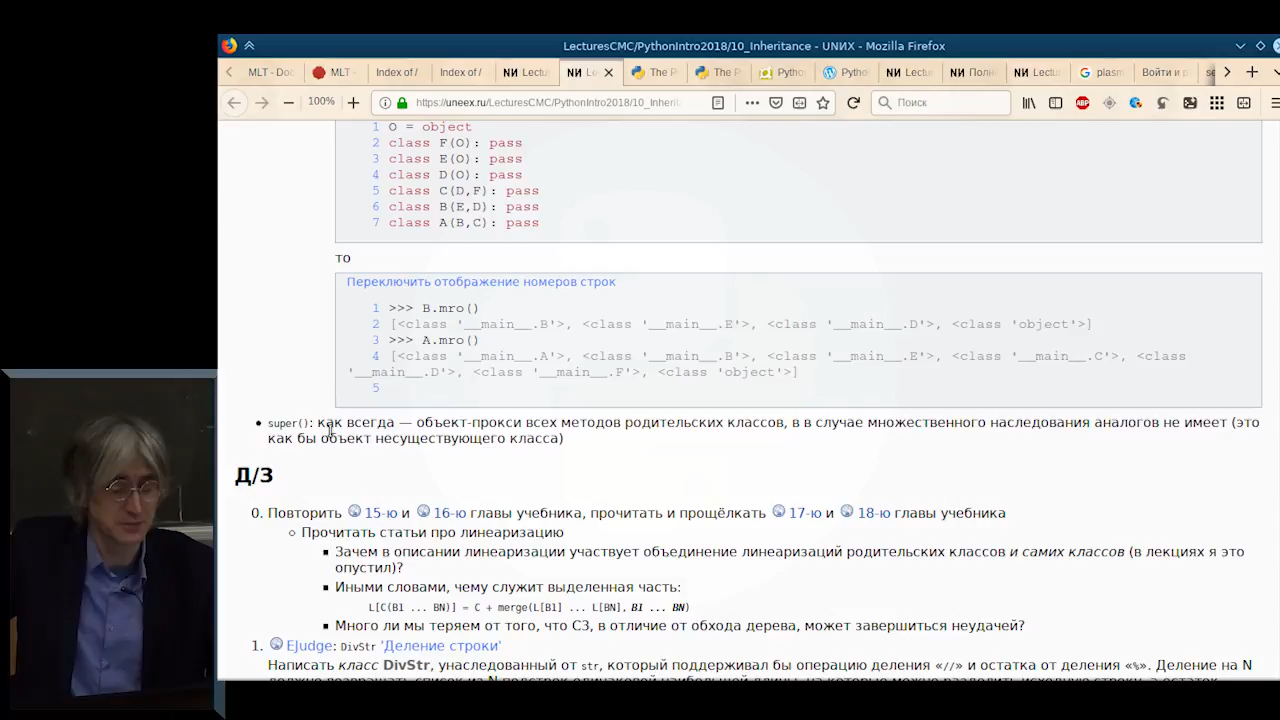 LecturesCMC/PythonIntro2018/10_Inheritance - UNИX - Mozilla Firefox
MLT - Doc
MLT -
Index of /
Index of /
Lectu
The P
The P
Pytho
Pytho
Lectu
Полн
Lectu
plasm
Войти и р
100%
https://uneex.ru/LecturesCMC/PythonIntro2018/10_Inherit
Поиск
ABP
1 O = object
2 class F(O): pass
3 class E(O): pass
4 class D(O): pass
5 class C(D,F): pass
6 class B(E,D): pass
7 class A(B,C): pass
то
Переключить отображение номеров строк
1 >>> B.mro()
2 [<class '__main__.B'>, <class '__main__.E'>, <class '__main__.D'>, <class 'object'>]
3 >>> A.mro()
4 [<class '__main__.A'>, <class '__main__.B'>, <class '__main__.E'>, <class '__main__.C'>, <class
'__main__.D'>, <class '__main__.F'>, <class 'object'>]
5
• super(): как всегда — объект-прокси всех методов родительских классов, в в случае множественного наследования аналогов не имеет (это
как бы объект несуществующего класса)
Д/З
0. Повторить 15-ю и 16-ю главы учебника, прочитать и прощёлкать 17-ю и 18-ю главы учебника
Прочитать статьи про линеаризацию
Зачем в описании линеаризации участвует объединение линеаризаций родительских классов и самих классов (в лекциях я это
опустил)?
Иными словами, чему служит выделенная часть:
L[C(B1 ... BN)] = C + merge(L[B1] ... L[BN], B1 ... BN)
Много ли мы теряем от того, что C3, в отличие от обхода дерева, может завершиться неудачей?
1. EJudge: DivStr 'Деление строки'
Написать класс DivStr, унаследованный от str, который поддерживал бы операцию деления «//» и остатка от деления «%». Деление на N